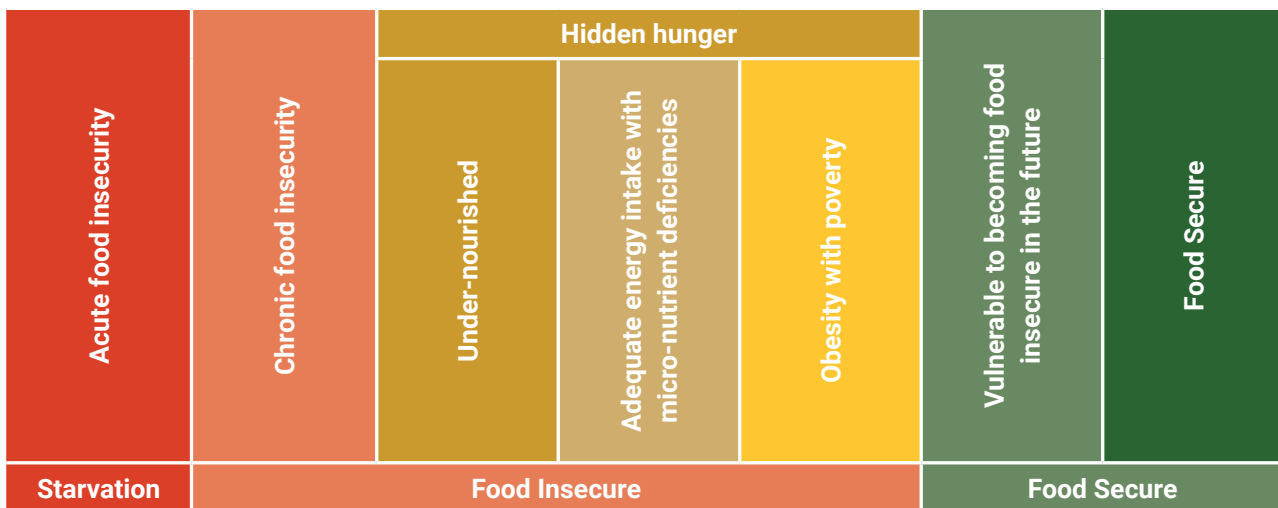 Hidden hunger
Acute food insecurity
Chronic food insecurity
Under-nourished
Adequate energy intake with
micro-nutrient deficiencies
Obesity with poverty
Vulnerable to becoming food
insecure in the future
Food Secure
Starvation
Food Insecure
Food Secure